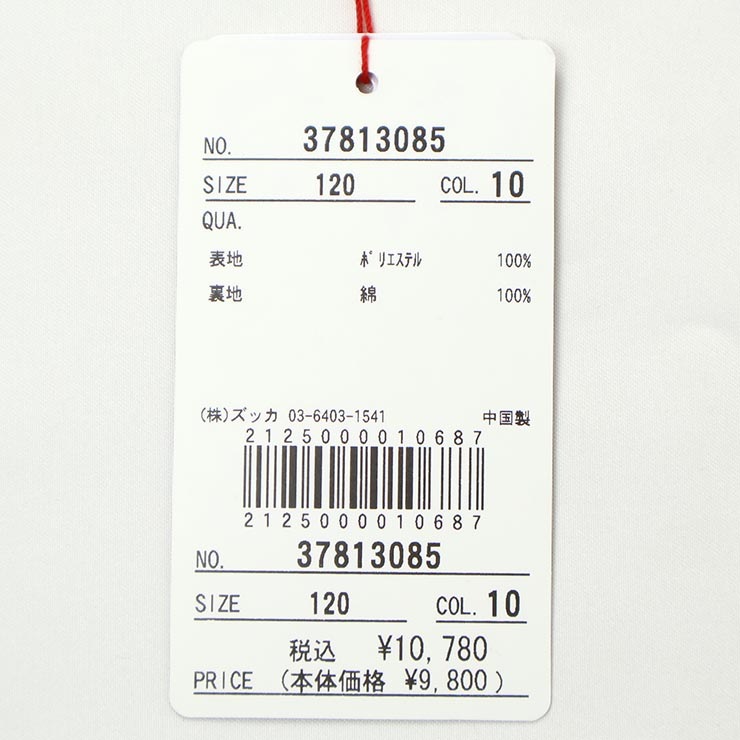 NO. 37813085
SIZE 120 COL. 10
QUA.
表地 ポリエステル 100%
裏地 綿 100%
(株)ズッカ 03-6403-1541 中国製
2125000010687
2125000010687
NO. 37813085
SIZE 120 COL. 10
税込 ¥10,780
PRICE (本体価格 ¥9,800)